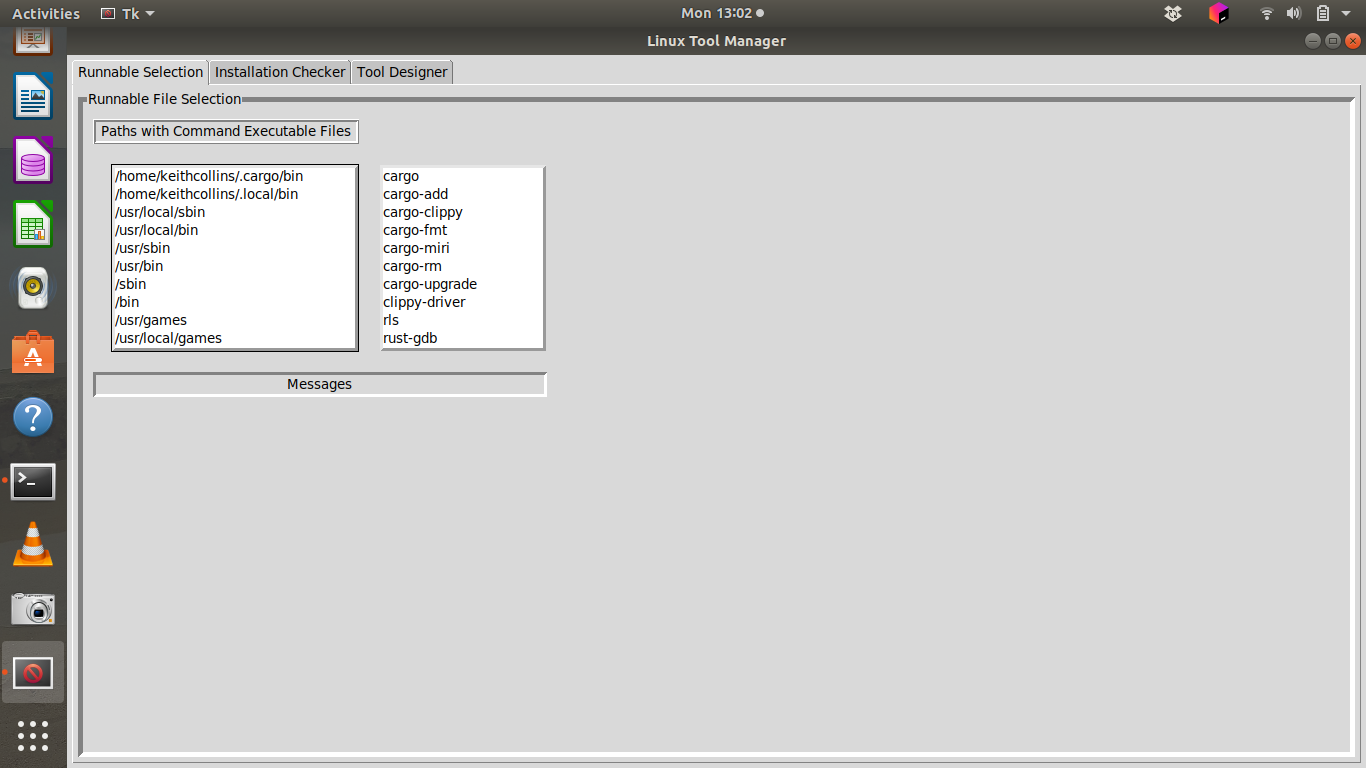 Activities Tk Mon 13:02
Linux Tool Manager
Runnable Selection Installation Checker Tool Designer
Runnable File Selection
Paths with Command Executable Files
/home/keithcollins/.cargo/bin
/home/keithcollins/.local/bin
/usr/local/sbin
/usr/local/bin
/usr/sbin
/usr/bin
/sbin
/bin
/usr/games
/usr/local/games
cargo
cargo-add
cargo-clippy
cargo-fmt
cargo-miri
cargo-rm
cargo-upgrade
clippy-driver
rls
rust-gdb
Messages